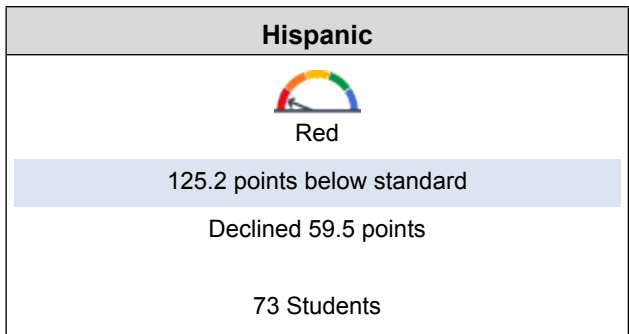 Hispanic
Red
125.2 points below standard
Declined 59.5 points
73 Students